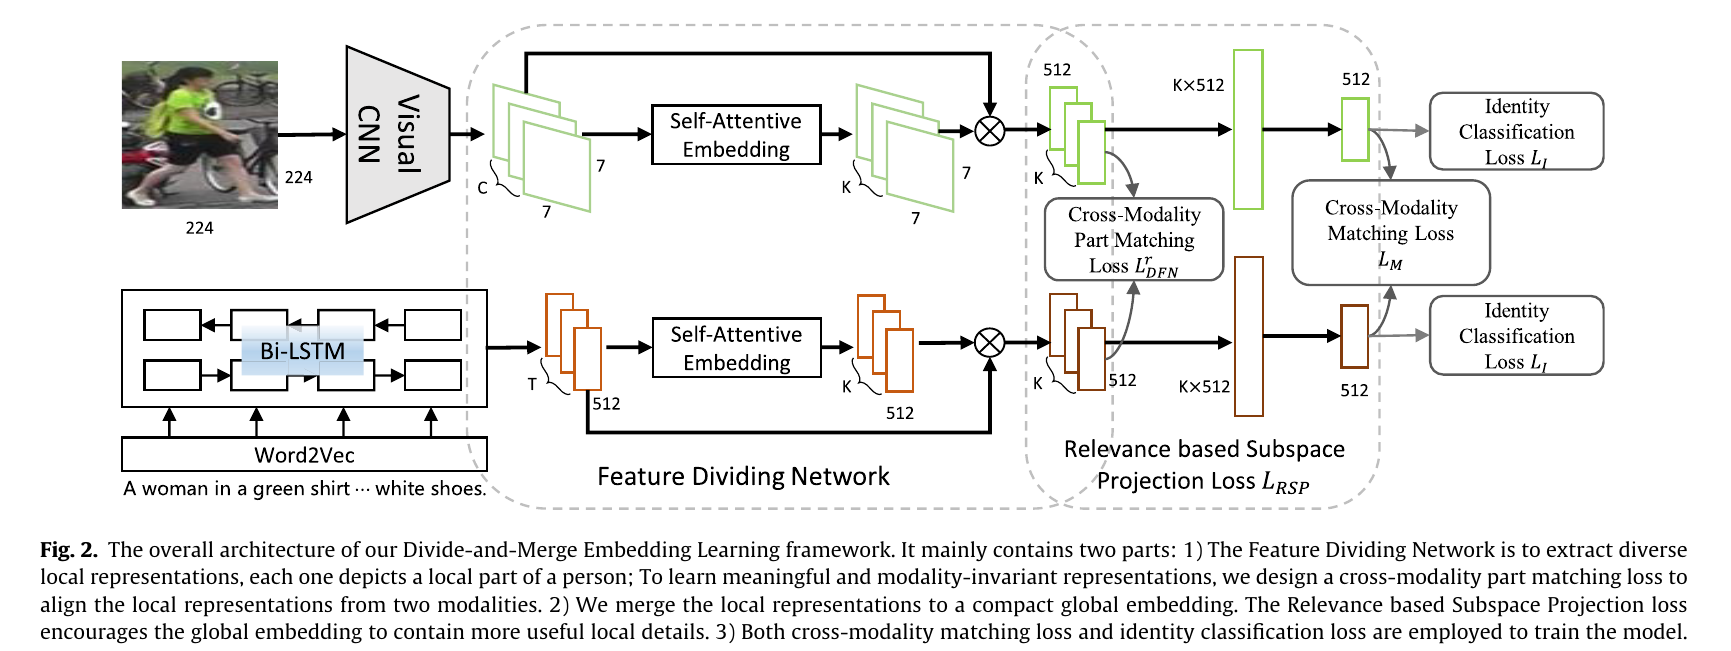 224
224
Visual
CNN
C
7
7
Self-Attentive
Embedding
K
7
7
512
K
K×512
512
Identity
Classification
Loss L_I
Cross-Modality
Part Matching
Loss L^r_DFN
Cross-Modality
Matching Loss
L_M
Bi-LSTM
Word2Vec
A woman in a green shirt ··· white shoes.
T
512
Self-Attentive
Embedding
K
512
K
512
K×512
512
Identity
Classification
Loss L_I
Feature Dividing Network
Relevance based Subspace
Projection Loss L_RSP
Fig. 2. The overall architecture of our Divide-and-Merge Embedding Learning framework. It mainly contains two parts: 1) The Feature Dividing Network is to extract diverse
local representations, each one depicts a local part of a person; To learn meaningful and modality-invariant representations, we design a cross-modality part matching loss to
align the local representations from two modalities. 2) We merge the local representations to a compact global embedding. The Relevance based Subspace Projection loss
encourages the global embedding to contain more useful local details. 3) Both cross-modality matching loss and identity classification loss are employed to train the model.